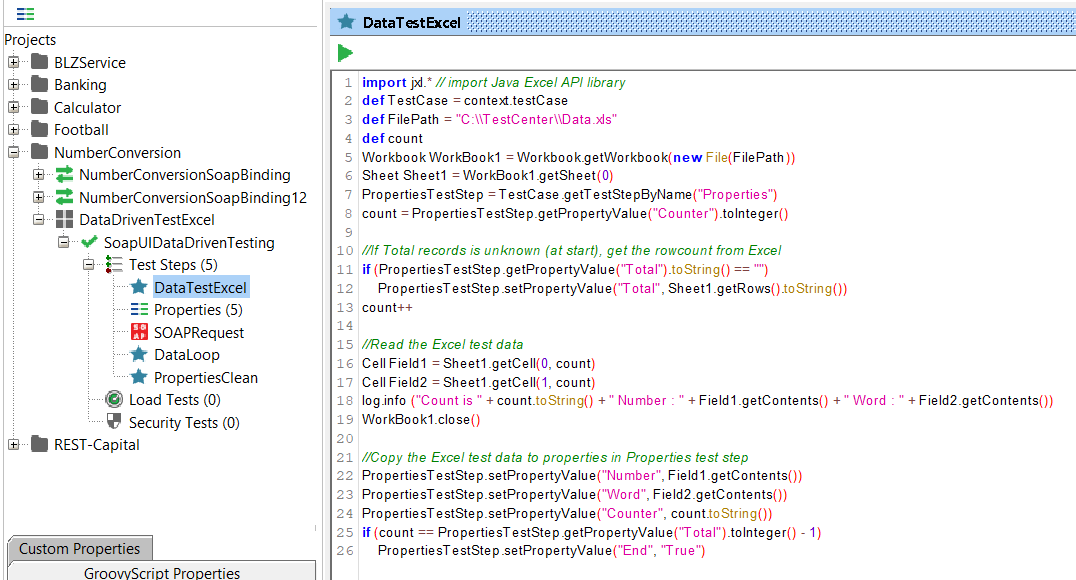 Projects
BLZService
Banking
Calculator
Football
NumberConversion
NumberConversionSoapBinding
NumberConversionSoapBinding12
DataDrivenTestExcel
SoapUIDataDrivenTesting
Test Steps (5)
DataTestExcel
Properties (5)
SOAPRequest
DataLoop
PropertiesClean
Load Tests (0)
Security Tests (0)
REST-Capital
Custom Properties
GroovyScript Properties
DataTestExcel
1 import jxl.* // import Java Excel API library
2 def TestCase = context.testCase
3 def FilePath = "C:\\TestCenter\\Data.xls"
4 def count
5 Workbook WorkBook1 = Workbook.getWorkbook(new File(FilePath))
6 Sheet Sheet1 = WorkBook1.getSheet(0)
7 PropertiesTestStep = TestCase.getTestStepByName("Properties")
8 count = PropertiesTestStep.getPropertyValue("Counter").toInteger()
9
10 //If Total records is unknown (at start), get the rowcount from Excel
11 if (PropertiesTestStep.getPropertyValue("Total").toString() == "")
12 PropertiesTestStep.setPropertyValue("Total", Sheet1.getRows().toString())
13 count++
14
15 //Read the Excel test data
16 Cell Field1 = Sheet1.getCell(0, count)
17 Cell Field2 = Sheet1.getCell(1, count)
18 log.info ("Count is " + count.toString() + " Number : " + Field1.getContents() + " Word : " + Field2.getContents())
19 WorkBook1.close()
20
21 //Copy the Excel test data to properties in Properties test step
22 PropertiesTestStep.setPropertyValue("Number", Field1.getContents())
23 PropertiesTestStep.setPropertyValue("Word", Field2.getContents())
24 PropertiesTestStep.setPropertyValue("Counter", count.toString())
25 if (count == PropertiesTestStep.getPropertyValue("Total").toInteger() - 1)
26 PropertiesTestStep.setPropertyValue("End", "True")